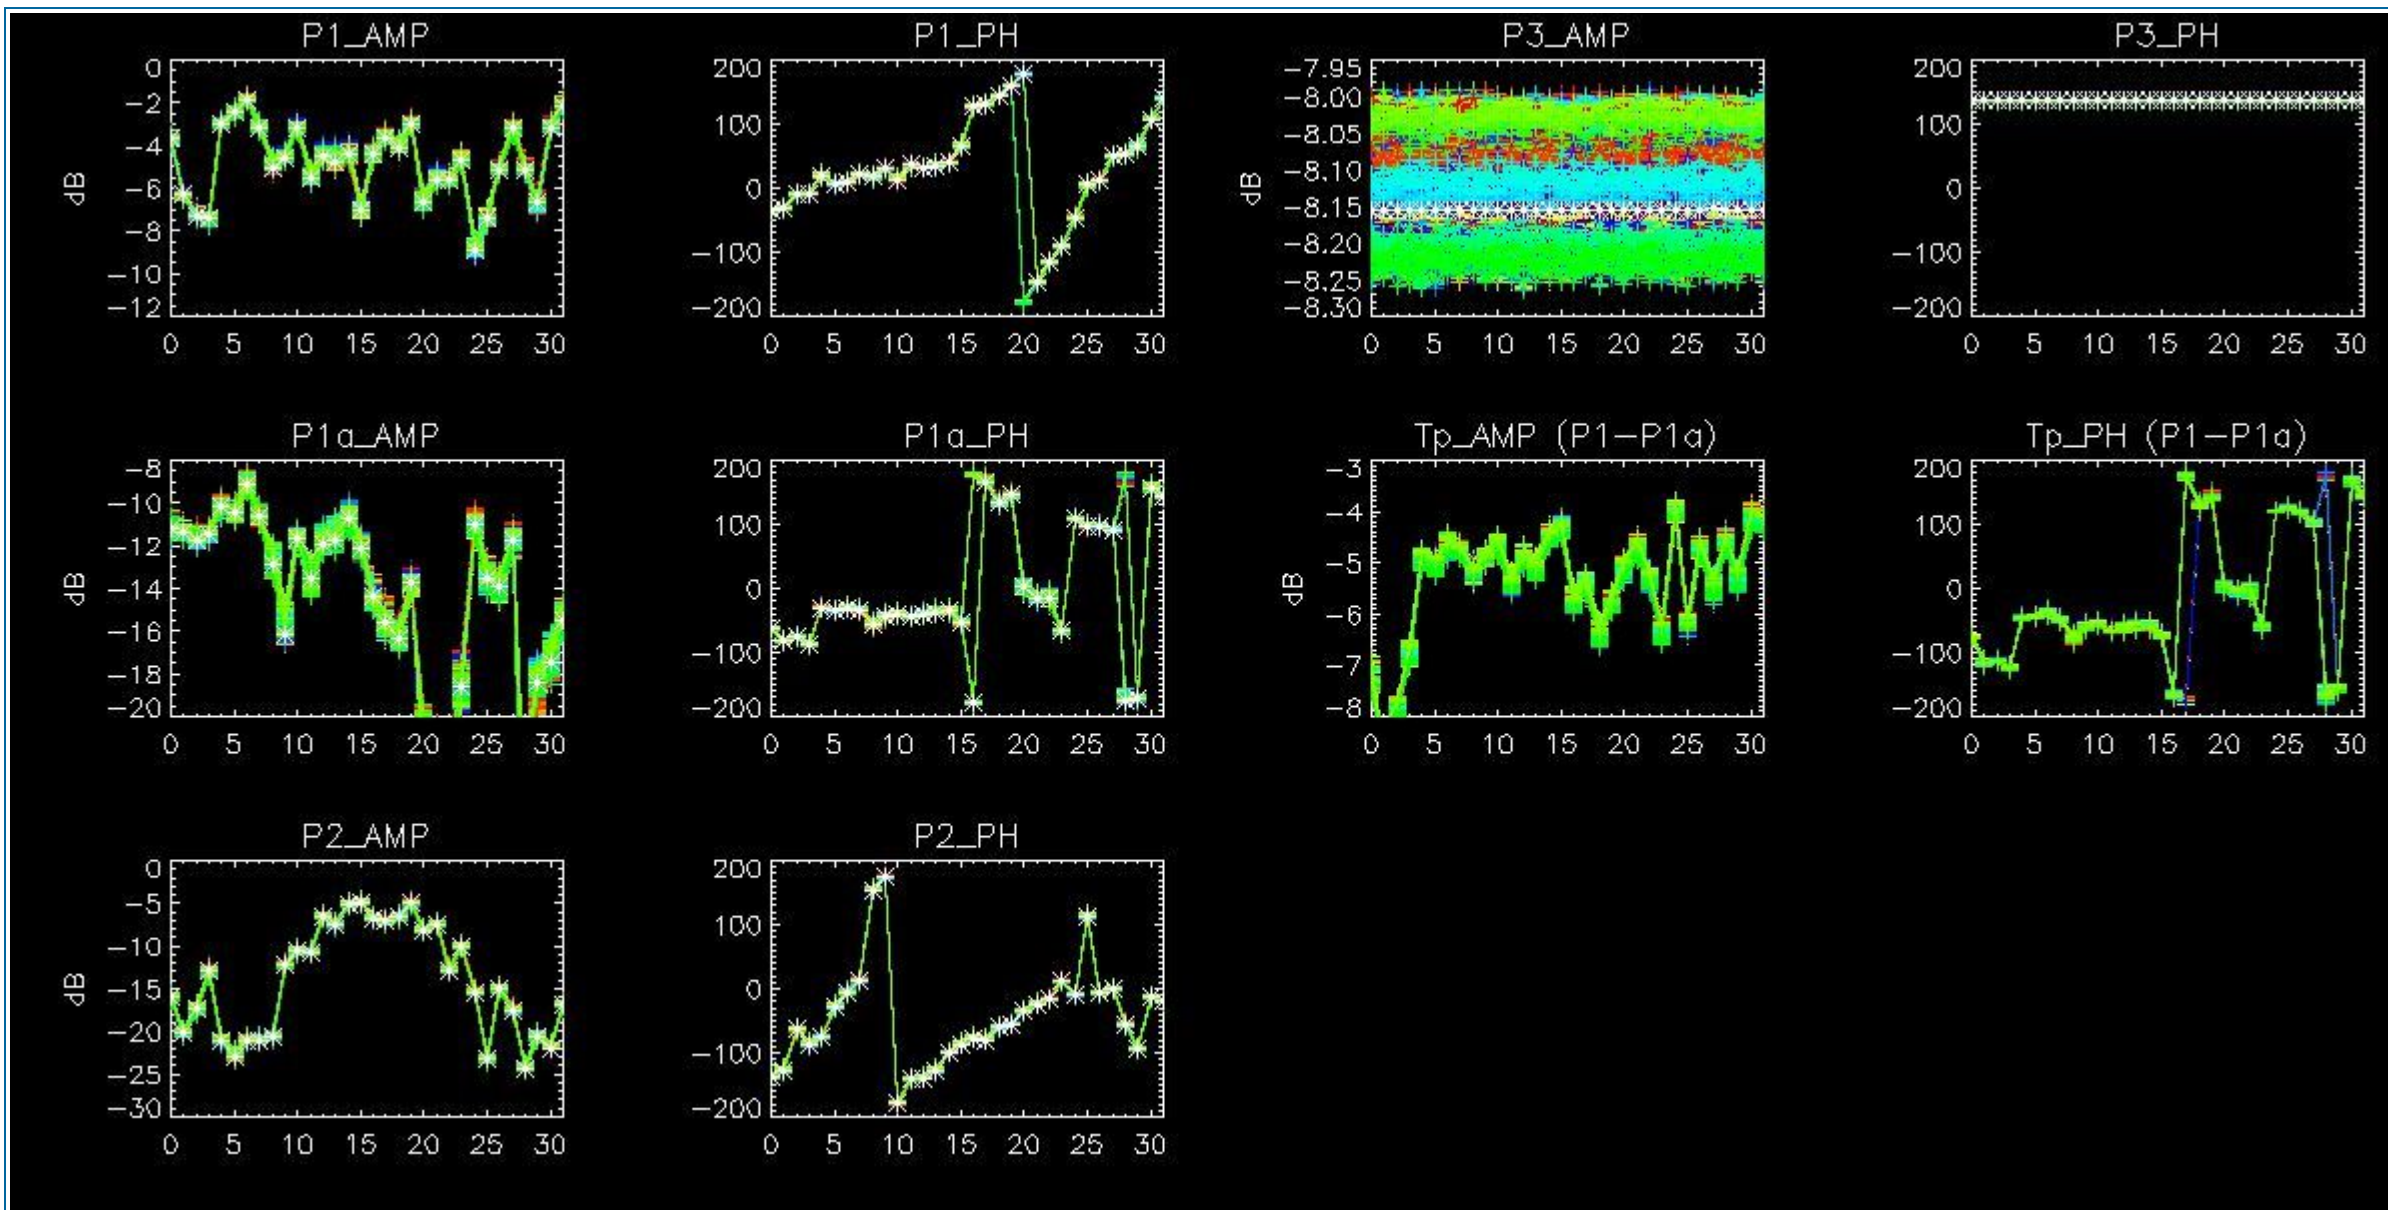 P1_AMP
0
−2
−4
−6
−8
−10
−12
dB
0 5 10 15 20 25 30
P1_PH
200
100
0
−100
−200
0 5 10 15 20 25 30
P3_AMP
−7.95
−8.00
−8.05
−8.10
−8.15
−8.20
−8.25
−8.30
dB
0 5 10 15 20 25 30
P3_PH
200
100
0
−100
−200
0 5 10 15 20 25 30
P1a_AMP
−8
−10
−12
−14
−16
−18
−20
dB
0 5 10 15 20 25 30
P1a_PH
200
100
0
−100
−200
0 5 10 15 20 25 30
Tp_AMP (P1−P1a)
−3
−4
−5
−6
−7
−8
dB
0 5 10 15 20 25 30
Tp_PH (P1−P1a)
200
100
0
−100
−200
0 5 10 15 20 25 30
P2_AMP
0
−5
−10
−15
−20
−25
−30
dB
0 5 10 15 20 25 30
P2_PH
200
100
0
−100
−200
0 5 10 15 20 25 30